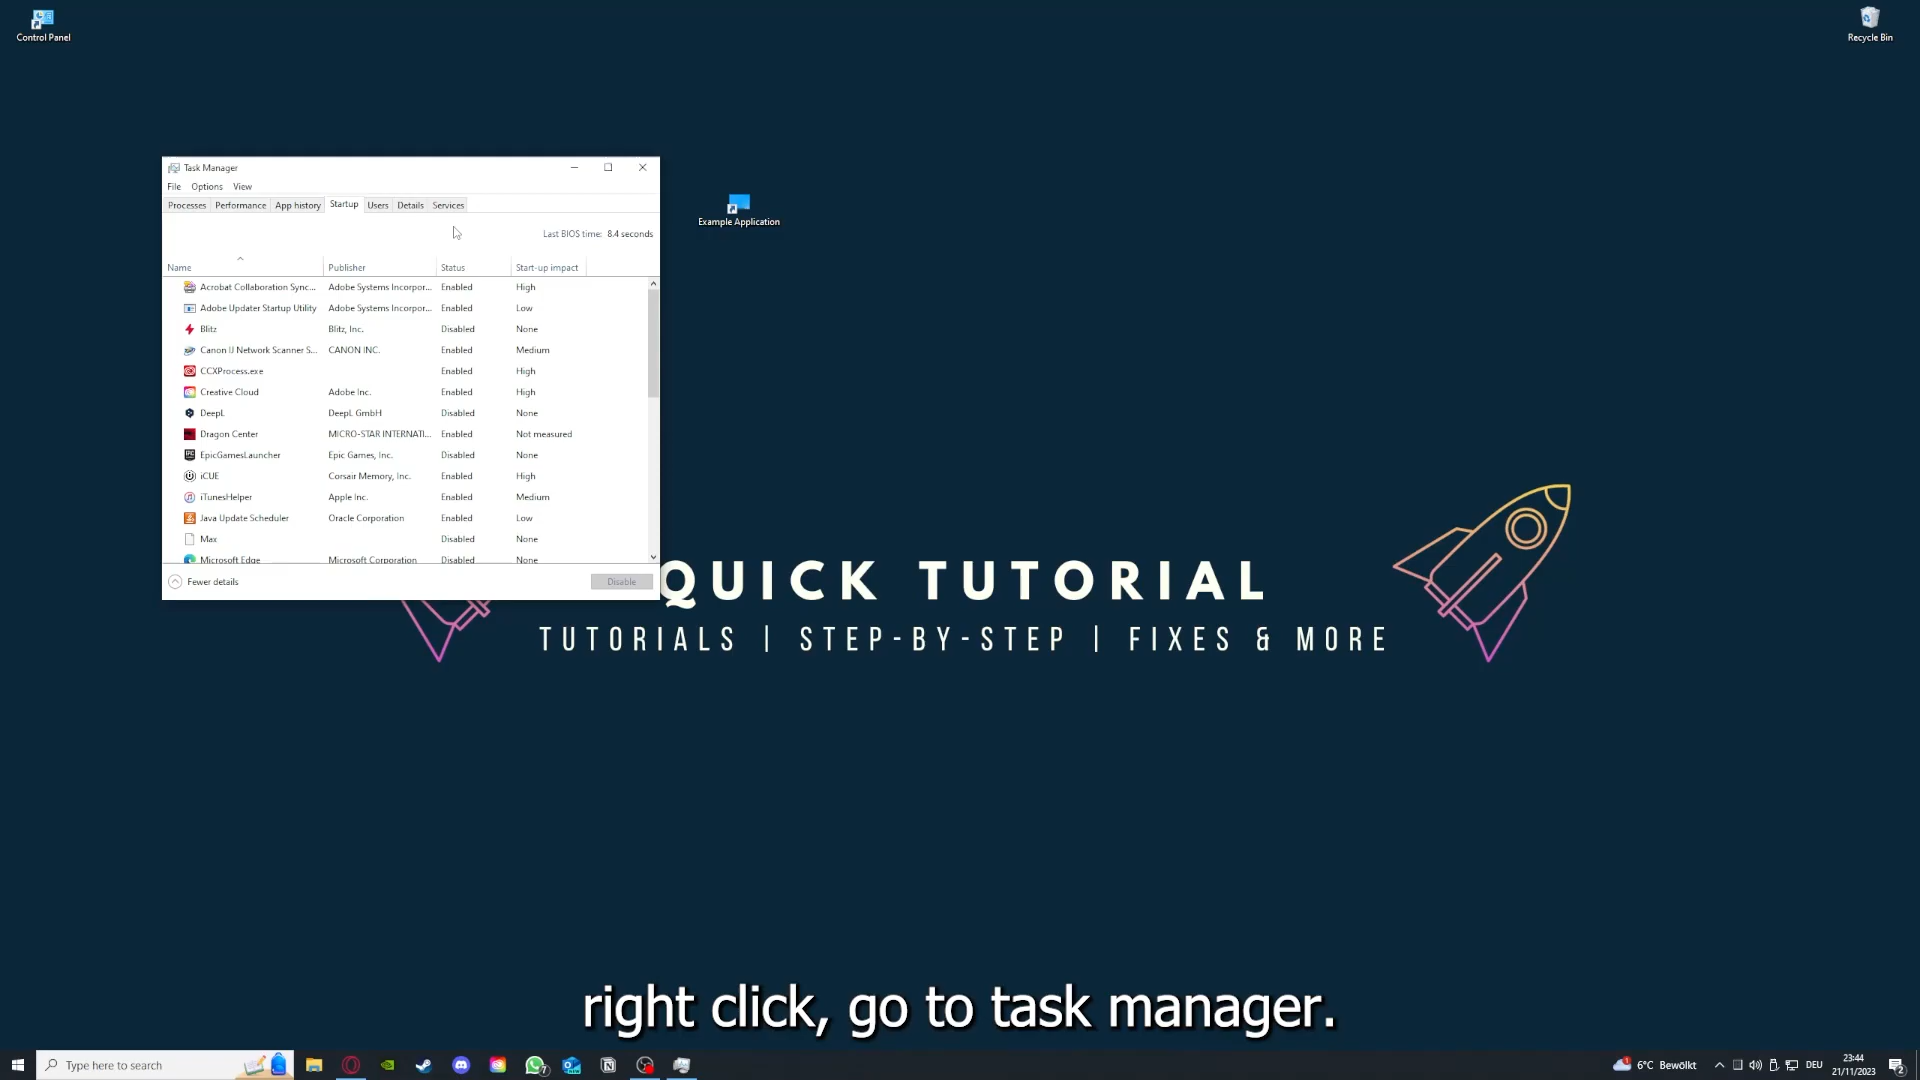 Control Panel
Recycle Bin
Task Manager
File Options View
Processes Performance App history Startup Users Details Services
Example Application
Last BIOS time: 8.4 seconds
Name Publisher Status Start-up impact
Acrobat Collaboration Sync... Adobe Systems Incorpor... Enabled High
Adobe Updater Startup Utility Adobe Systems Incorpor... Enabled Low
Blitz Blitz, Inc. Disabled None
Canon IJ Network Scanner S... CANON INC. Enabled Medium
CCXProcess.exe Enabled High
Creative Cloud Adobe Inc. Enabled High
DeepL DeepL GmbH Disabled None
Dragon Center MICRO-STAR INTERNATI... Enabled Not measured
EpicGamesLauncher Epic Games, Inc. Disabled None
iCUE Corsair Memory, Inc. Enabled High
iTunesHelper Apple Inc. Enabled Medium
Java Update Scheduler Oracle Corporation Enabled Low
Max Disabled None
Microsoft Edge Microsoft Corporation Disabled None
Fewer details Disable
QUICK TUTORIAL
TUTORIALS | STEP-BY-STEP | FIXES & MORE
right click, go to task manager.
Type here to search
6°C Bewölkt DEU 23:44
21/11/2023